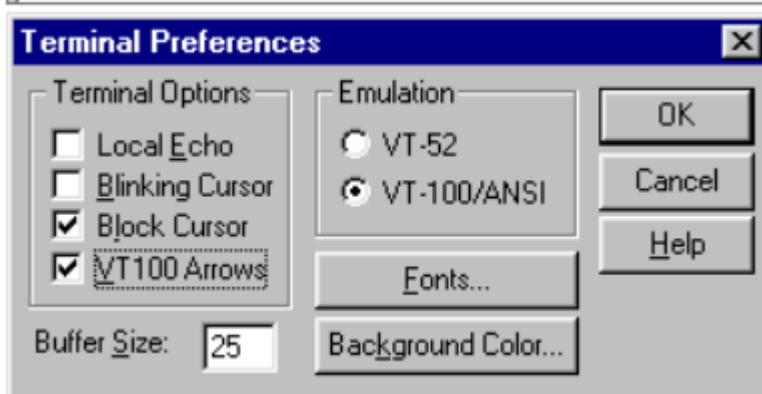 Terminal Preferences
Terminal Options
Local Echo
Blinking Cursor
Block Cursor
VT100 Arrows
Buffer Size: 25
Emulation
VT-52
VT-100/ANSI
Fonts...
Background Color...
OK
Cancel
Help